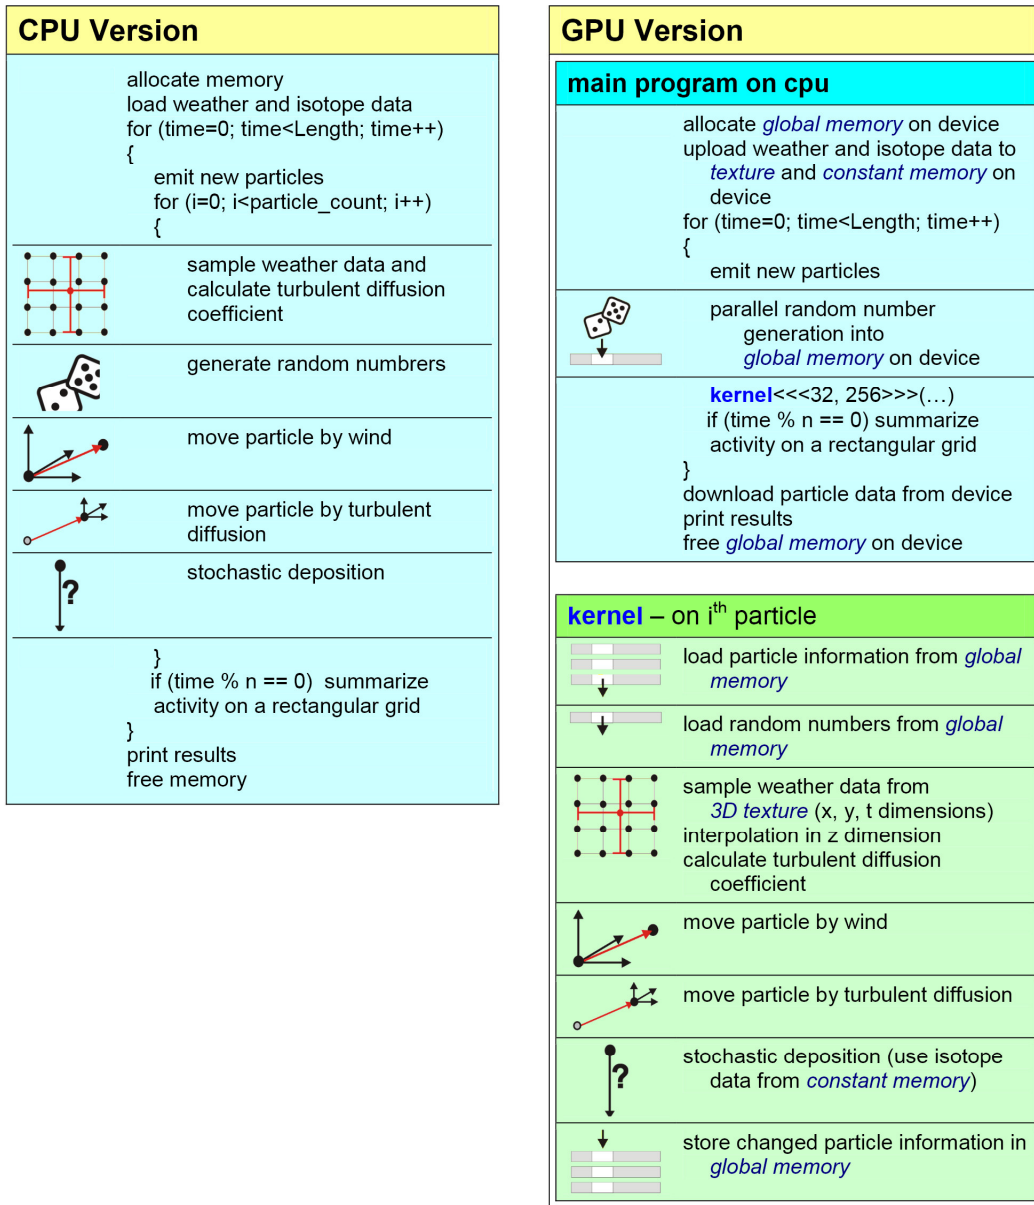 CPU Version
allocate memory
load weather and isotope data
for (time=0; time<Length; time++)
{
emit new particles
for (i=0; i<particle_count; i++)
{
sample weather data and
calculate turbulent diffusion
coefficient
generate random numbrers
move particle by wind
move particle by turbulent
diffusion
?
stochastic deposition
}
if (time % n == 0) summarize
activity on a rectangular grid
}
print results
free memory
GPU Version
main program on cpu
allocate global memory on device
upload weather and isotope data to
texture and constant memory on
device
for (time=0; time<Length; time++)
{
emit new particles
parallel random number
generation into
global memory on device
kernel<<<32, 256>>>(…)
if (time % n == 0) summarize
activity on a rectangular grid
}
download particle data from device
print results
free global memory on device
kernel – on ith particle
load particle information from global
memory
load random numbers from global
memory
sample weather data from
3D texture (x, y, t dimensions)
interpolation in z dimension
calculate turbulent diffusion
coefficient
move particle by wind
move particle by turbulent diffusion
?
stochastic deposition (use isotope
data from constant memory)
store changed particle information in
global memory